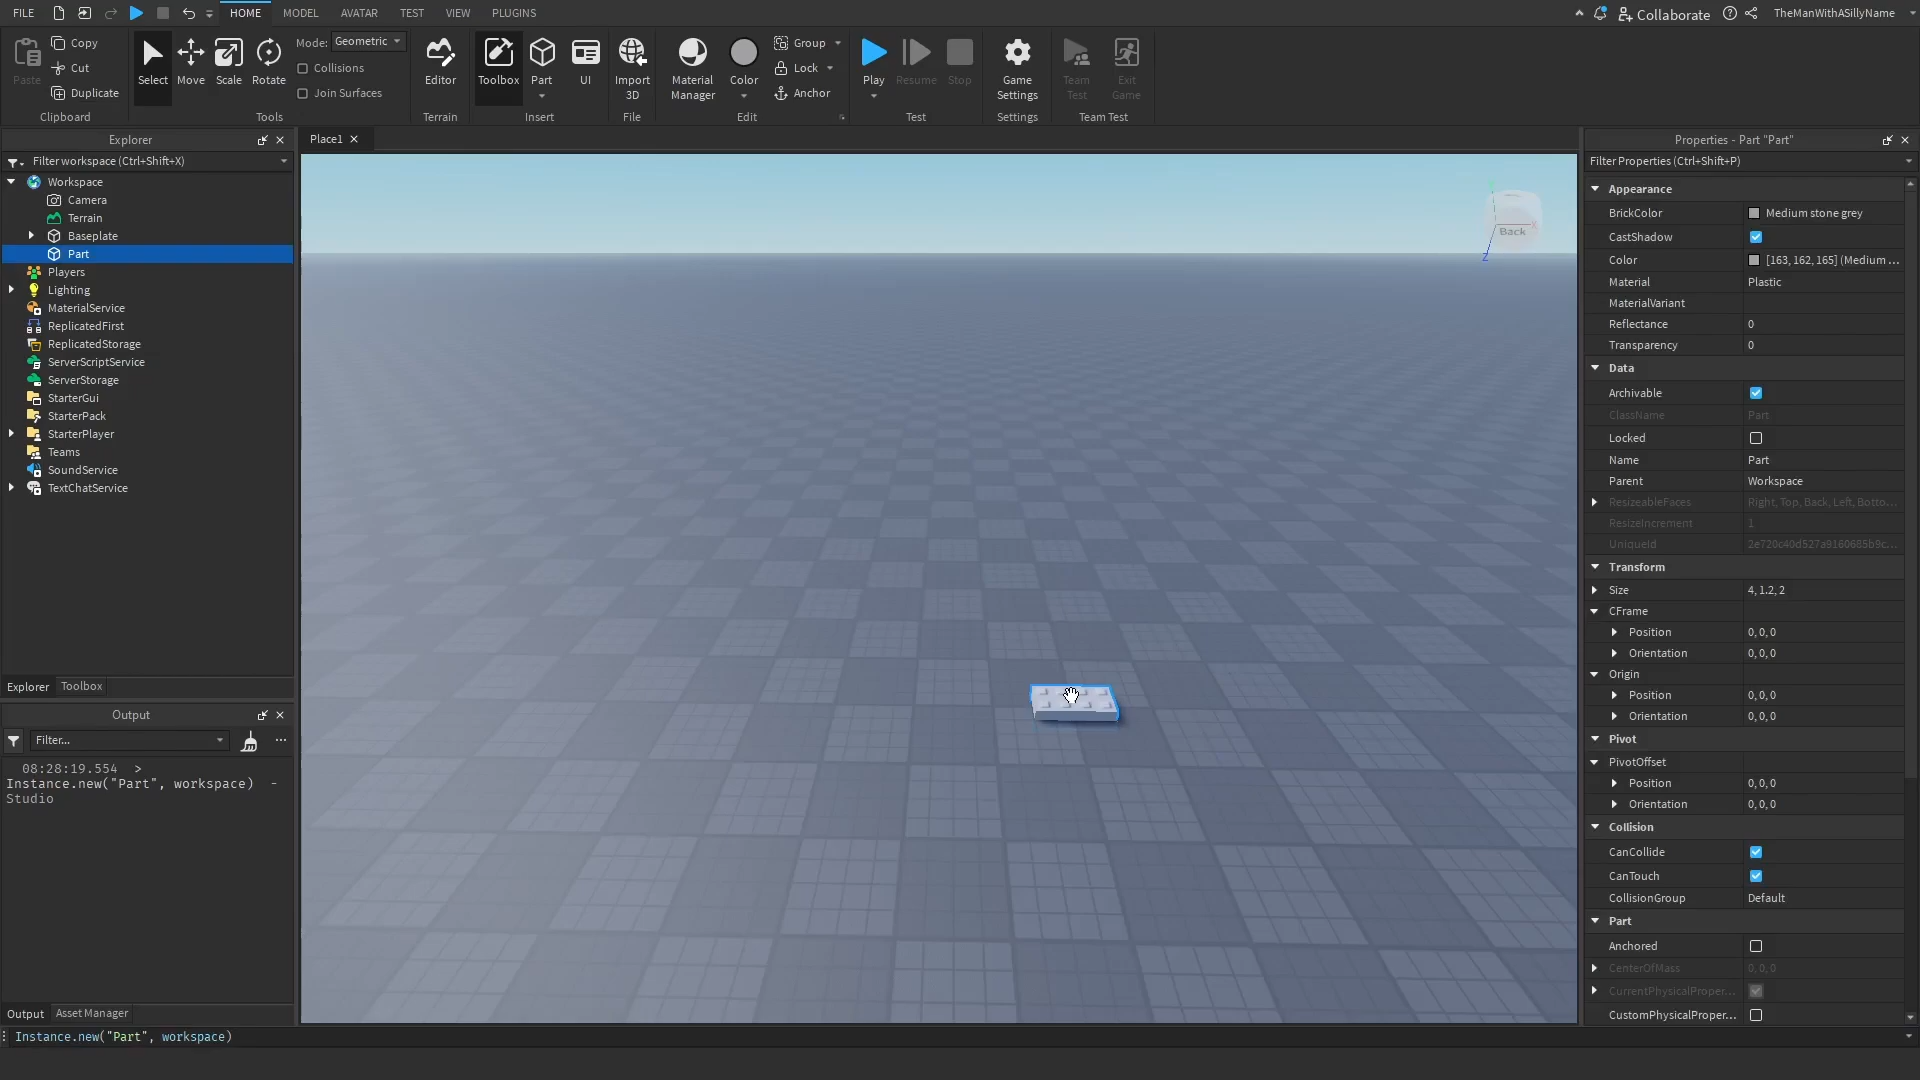 FILE
HOME
MODEL
AVATAR
TEST
VIEW
PLUGINS
Collaborate
TheManWithASillyName
Paste
Copy
Cut
Duplicate
Clipboard
Select
Move
Scale
Rotate
Mode: Geometric
Collisions
Join Surfaces
Tools
Editor
Terrain
Toolbox
Part
UI
Insert
Import 3D
File
Material Manager
Color
Group
Lock
Anchor
Edit
Play
Resume
Stop
Test
Game Settings
Settings
Team Test
Exit Game
Team Test
Explorer
Filter workspace (Ctrl+Shift+X)
Workspace
Camera
Terrain
Baseplate
Part
Players
Lighting
MaterialService
ReplicatedFirst
ReplicatedStorage
ServerScriptService
ServerStorage
StarterGui
StarterPack
StarterPlayer
Teams
SoundService
TextChatService
Explorer Toolbox
Output
Filter...
08:28:19.554 >
Instance.new("Part", workspace) -
Studio
Output Asset Manager
Instance.new("Part", workspace)
Place1
Back
X
Z
Properties - Part "Part"
Filter Properties (Ctrl+Shift+P)
Appearance
BrickColor Medium stone grey
CastShadow
Color [163, 162, 165] (Medium ...
Material Plastic
MaterialVariant
Reflectance 0
Transparency 0
Data
Archivable
ClassName Part
Locked
Name Part
Parent Workspace
ResizeableFaces Right, Top, Back, Left, Botto...
ResizeIncrement 1
UniqueId 2e720c40d527a9160685b9c...
Transform
Size 4, 1.2, 2
CFrame
Position 0, 0, 0
Orientation 0, 0, 0
Origin
Position 0, 0, 0
Orientation 0, 0, 0
Pivot
PivotOffset
Position 0, 0, 0
Orientation 0, 0, 0
Collision
CanCollide
CanTouch
CollisionGroup Default
Part
Anchored
CenterOfMass 0, 0, 0
CurrentPhysicalProper...
CustomPhysicalProper...